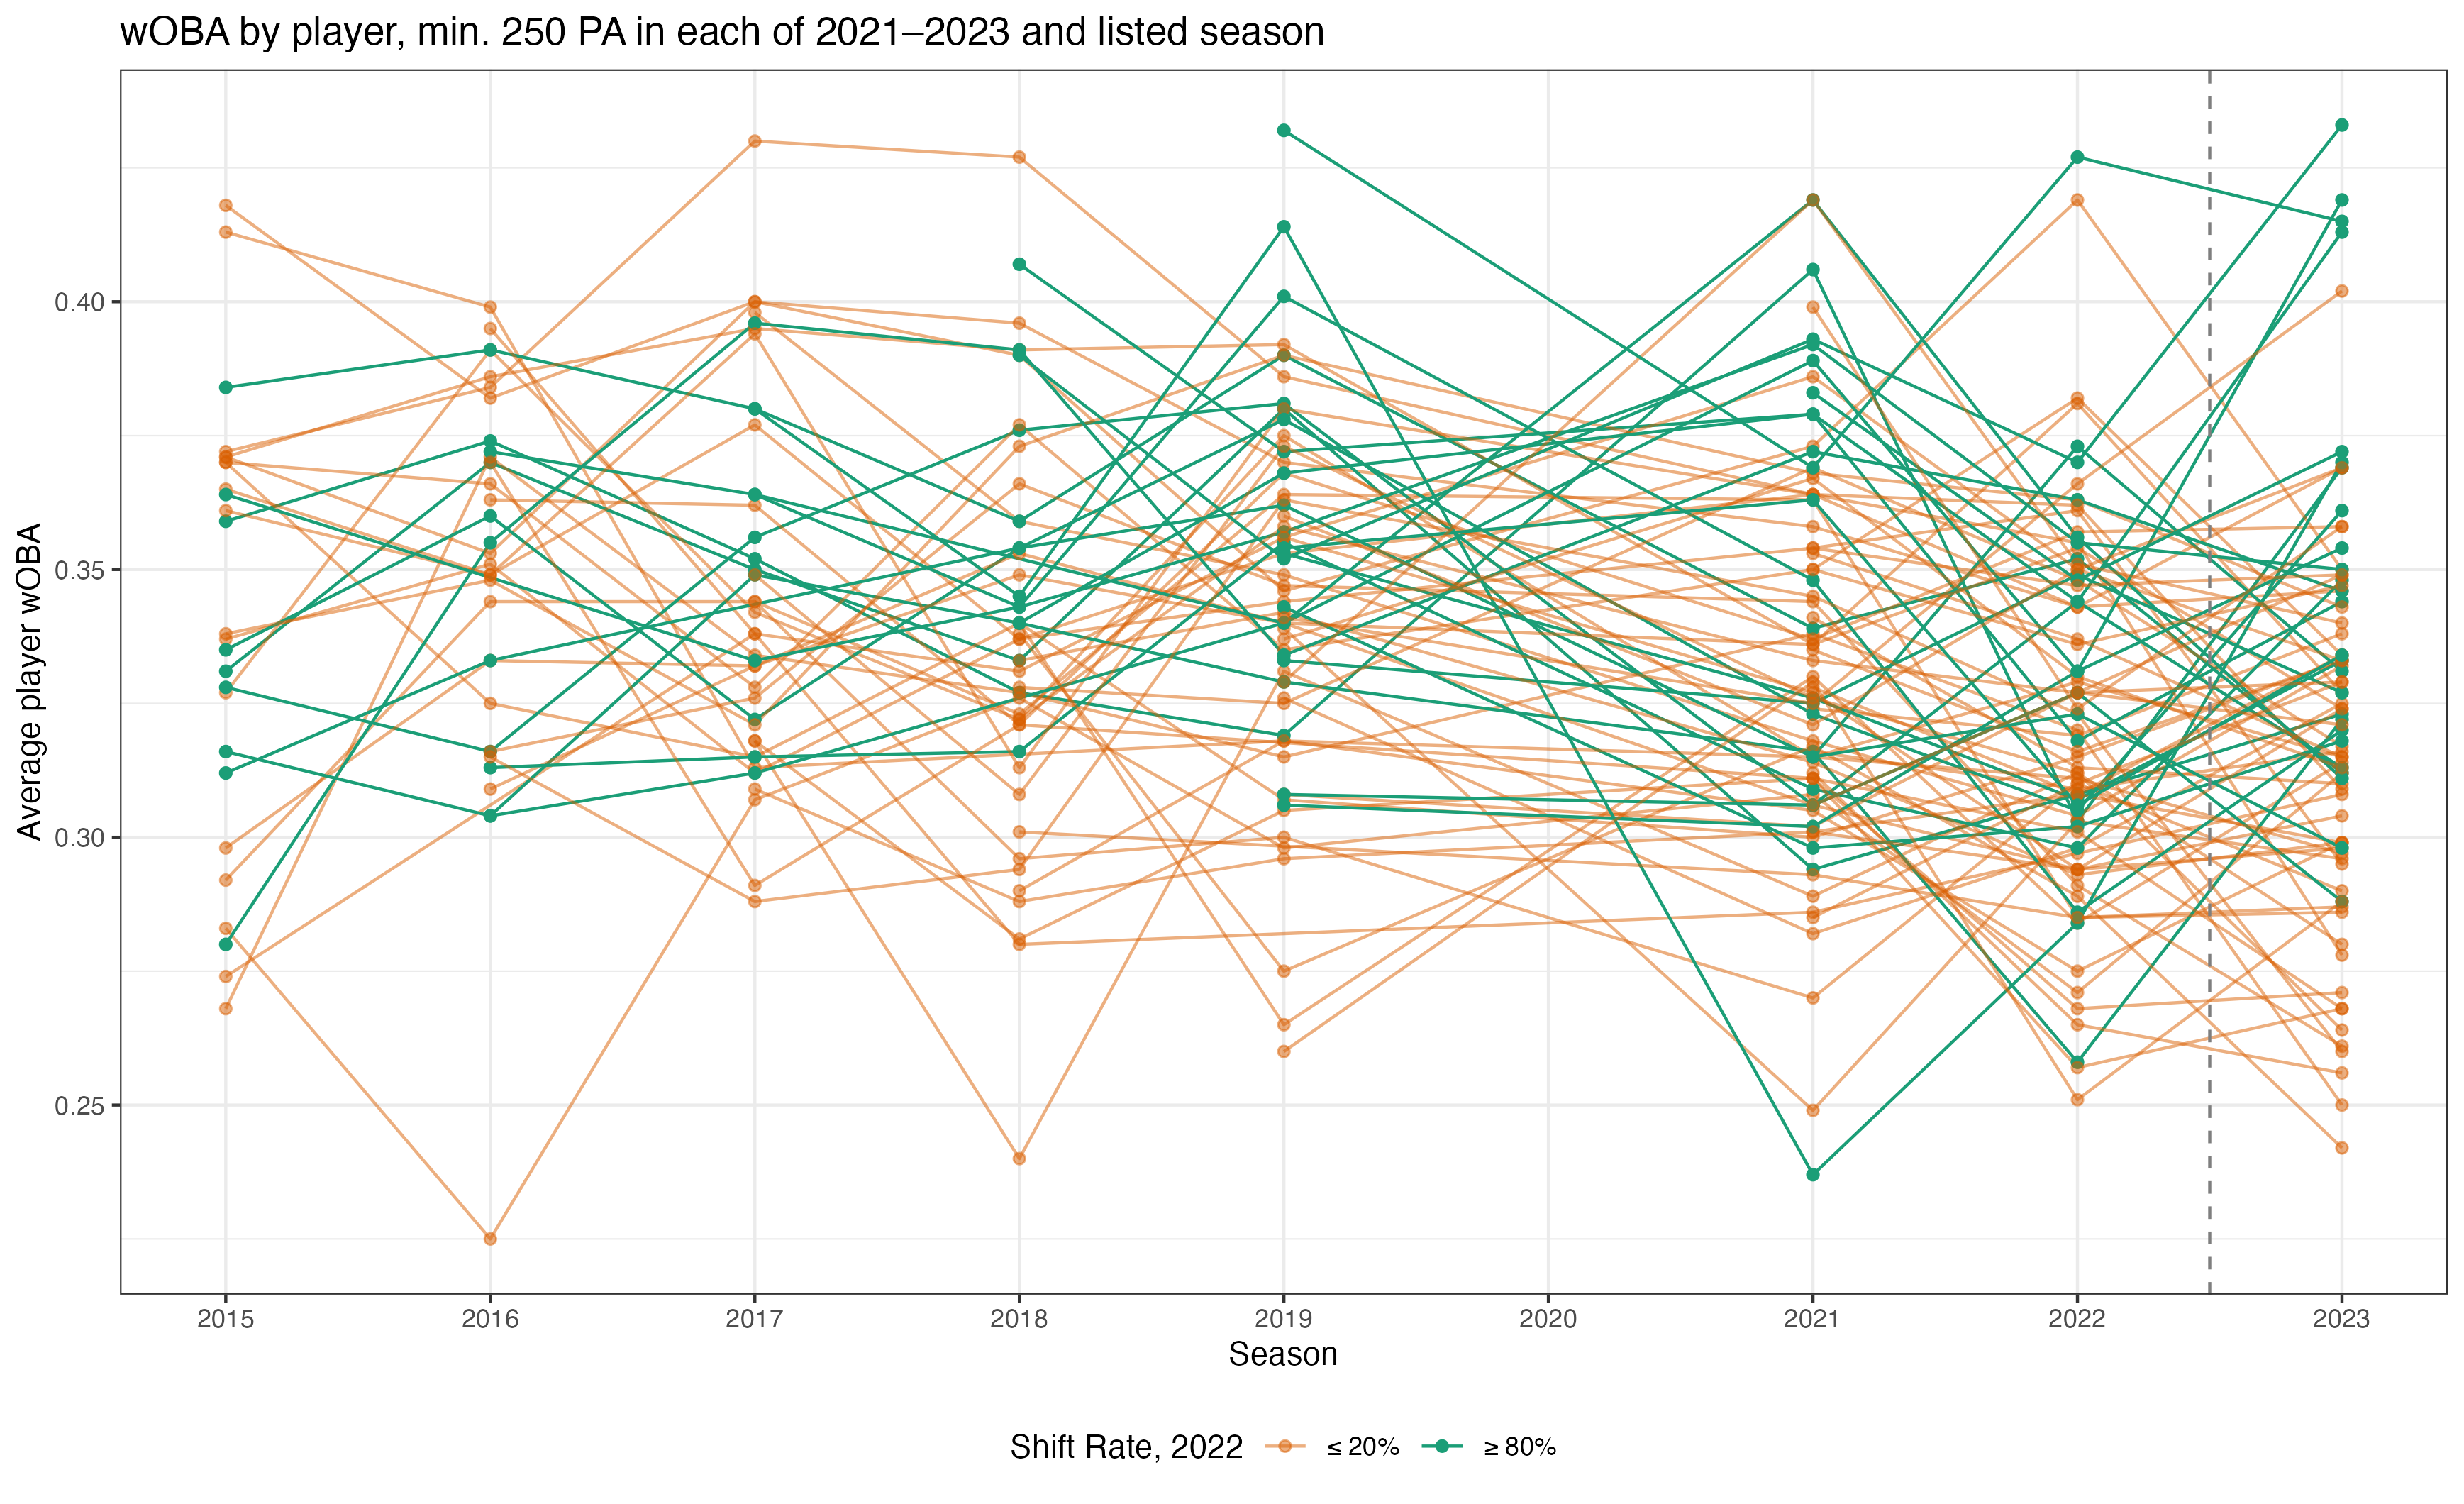 wOBA by player, min. 250 PA in each of 2021–2023 and listed season
Average player wOBA
0.40
0.35
0.30
0.25
2015 2016 2017 2018 2019 2020 2021 2022 2023
Season
Shift Rate, 2022 ≤ 20% ≥ 80%